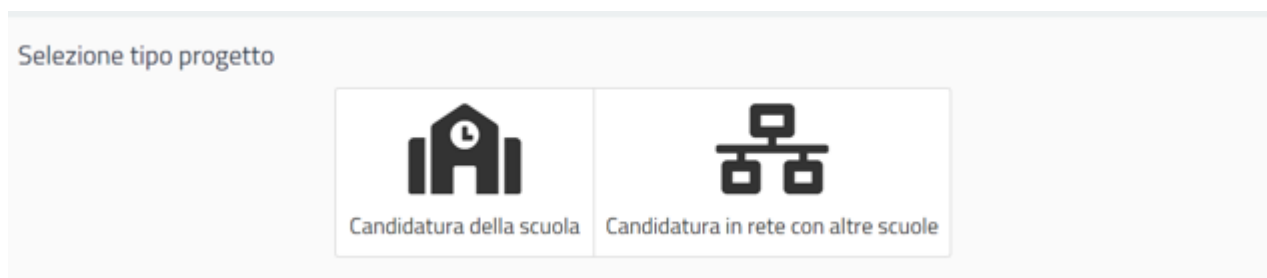 Selezione tipo progetto
Candidatura della scuola
Candidatura in rete con altre scuole